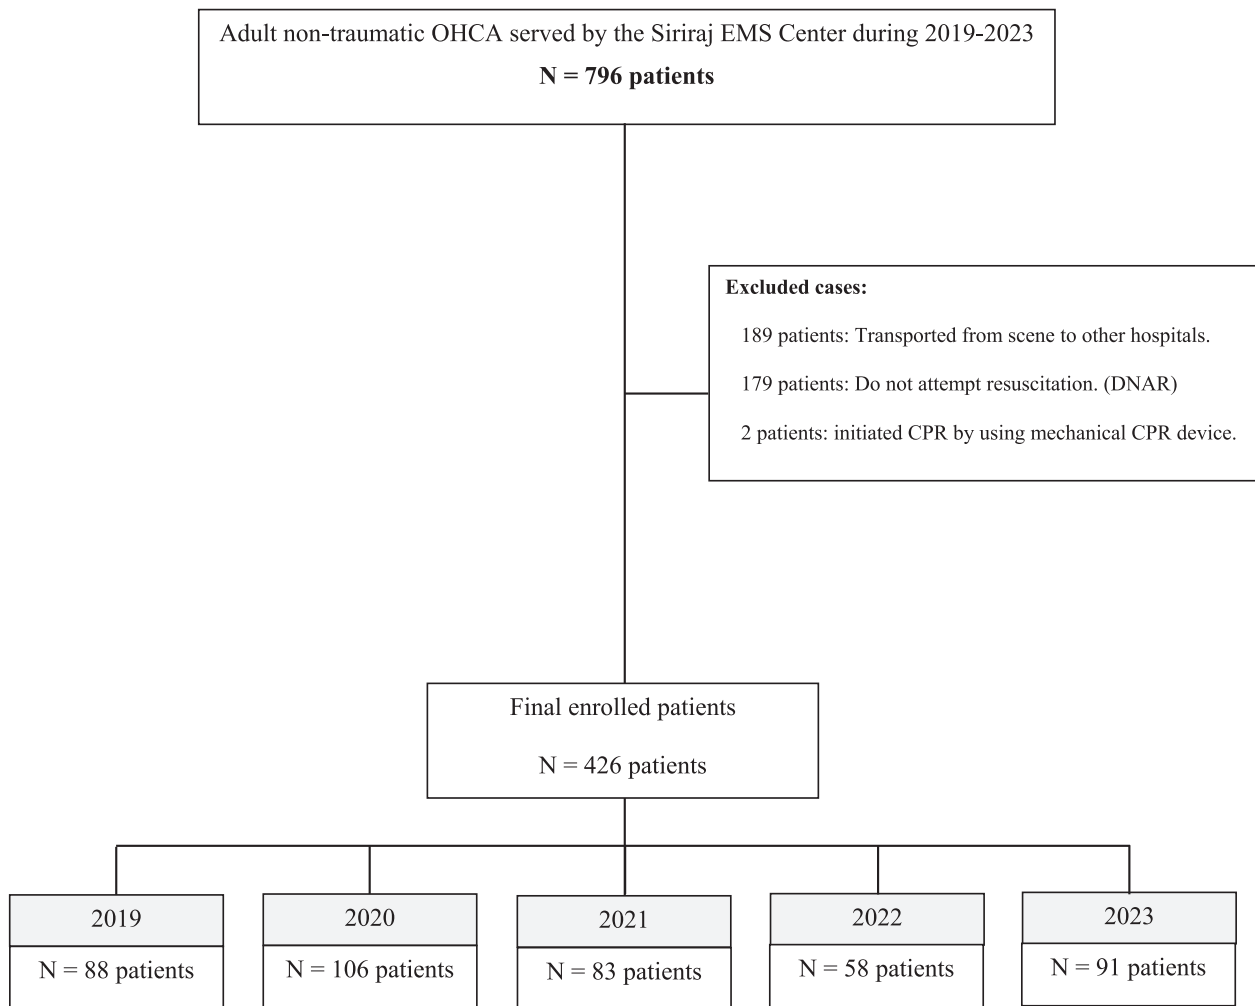 Adult non-traumatic OHCA served by the Siriraj EMS Center during 2019-2023
N = 796 patients
Excluded cases:
189 patients: Transported from scene to other hospitals.
179 patients: Do not attempt resuscitation. (DNAR)
2 patients: initiated CPR by using mechanical CPR device.
Final enrolled patients
N = 426 patients
2019
N = 88 patients
2020
N = 106 patients
2021
N = 83 patients
2022
N = 58 patients
2023
N = 91 patients